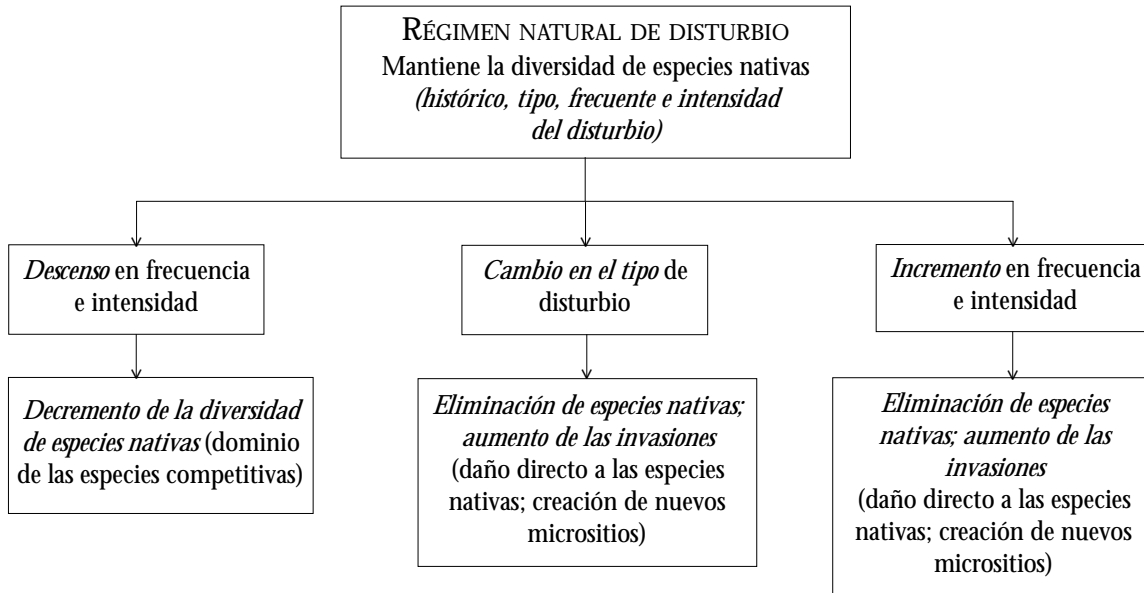 RÉGIMEN NATURAL DE DISTURBIO
Mantiene la diversidad de especies nativas
(histórico, tipo, frecuente e intensidad
del disturbio)
Descenso en frecuencia
e intensidad
Cambio en el tipo de
disturbio
Incremento en frecuencia
e intensidad
Decremento de la diversidad
de especies nativas (dominio
de las especies competitivas)
Eliminación de especies nativas;
aumento de las invasiones
(daño directo a las especies
nativas; creación de nuevos
micrositios)
Eliminación de especies
nativas; aumento de las
invasiones
(daño directo a las especies
nativas; creación de nuevos
micrositios)